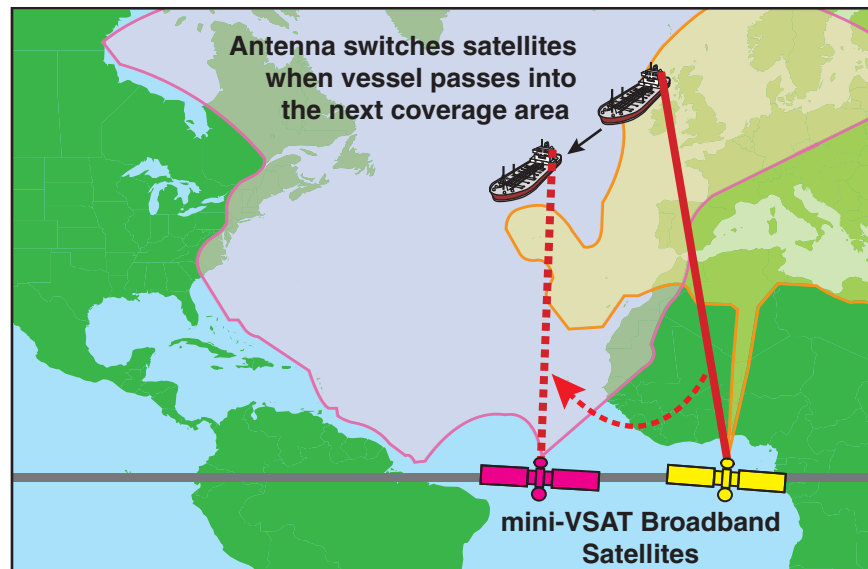 Antenna switches satellites
when vessel passes into
the next coverage area
mini-VSAT Broadband
Satellites